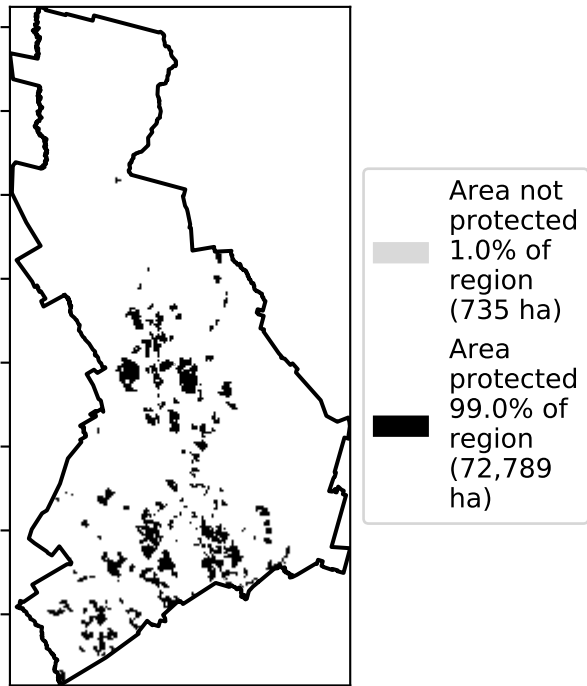 Area not
protected
1.0% of
region
(735 ha)
Area
protected
99.0% of
region
(72,789
ha)